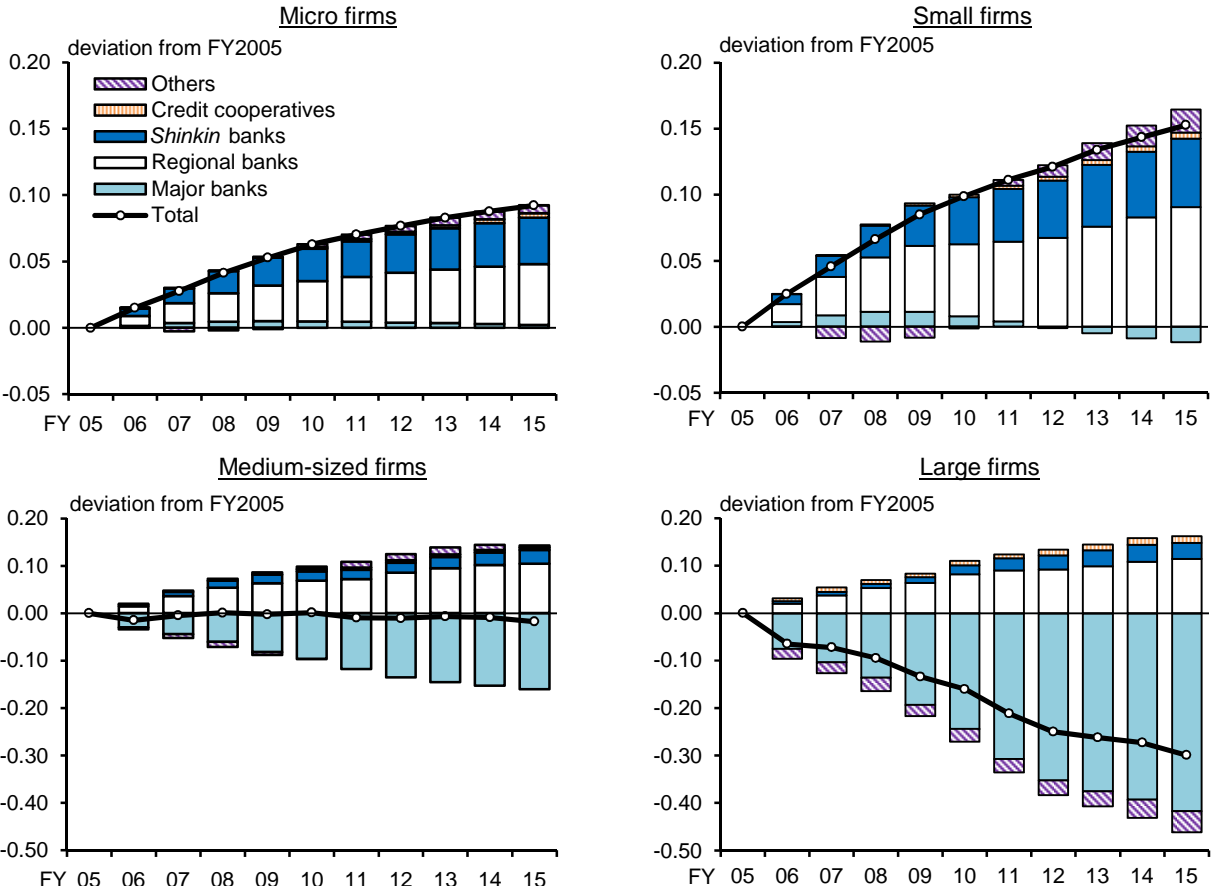 Micro firms
deviation from FY2005
0.20
0.15
0.10
0.05
0.00
-0.05
Others
Credit cooperatives
Shinkin banks
Regional banks
Major banks
Total
FY 05 06 07 08 09 10 11 12 13 14 15
Small firms
deviation from FY2005
0.20
0.15
0.10
0.05
0.00
-0.05
FY 05 06 07 08 09 10 11 12 13 14 15
Medium-sized firms
deviation from FY2005
0.20
0.10
0.00
-0.10
-0.20
-0.30
-0.40
-0.50
FY 05 06 07 08 09 10 11 12 13 14 15
Large firms
deviation from FY2005
0.20
0.10
0.00
-0.10
-0.20
-0.30
-0.40
-0.50
FY 05 06 07 08 09 10 11 12 13 14 15